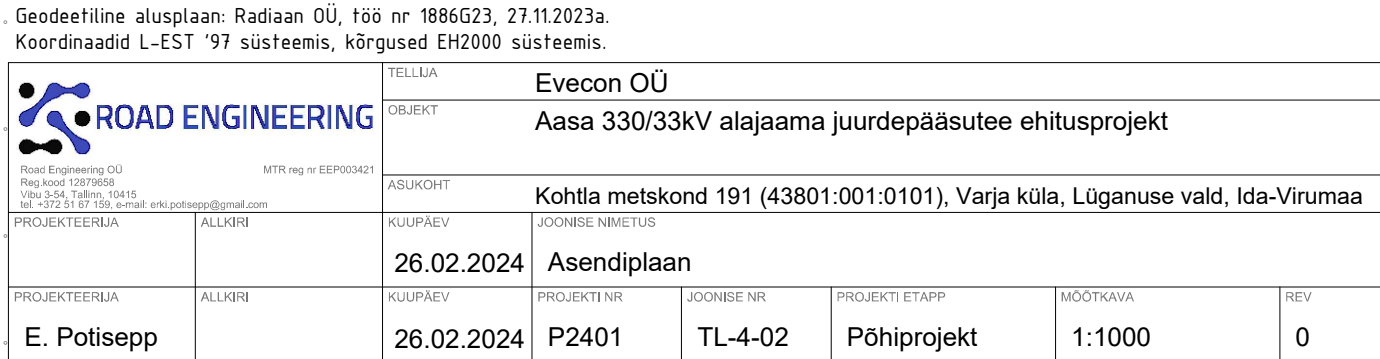 Geodeetiline alusplaan: Radiaan OÜ, töö nr 1886G23, 27.11.2023a.
Koordinaadid L-EST '97 süsteemis, kõrgused EH2000 süsteemis.
ROAD ENGINEERING
Road Engineering OÜ MTR reg nr EEP003421
Reg.kood 12879658
Vibu 3-54, Tallinn, 10415
tel. +372 51 67 159, e-mail: erki.potisepp@gmail.com
TELLIJA
Evecon OÜ
OBJEKT
Aasa 330/33kV alajaama juurdepääsutee ehitusprojekt
ASUKOHT
Kohtla metskond 191 (43801:001:0101), Varja küla, Lüganuse vald, Ida-Virumaa
PROJEKTEERIJA ALLKIRI KUUPÄEV JOONISE NIMETUS
26.02.2024 Asendiplaan
PROJEKTEERIJA ALLKIRI KUUPÄEV PROJEKTI NR JOONISE NR PROJEKTI ETAPP MÕÕTKAVA REV
E. Potisepp 26.02.2024 P2401 TL-4-02 Põhiprojekt 1:1000 0